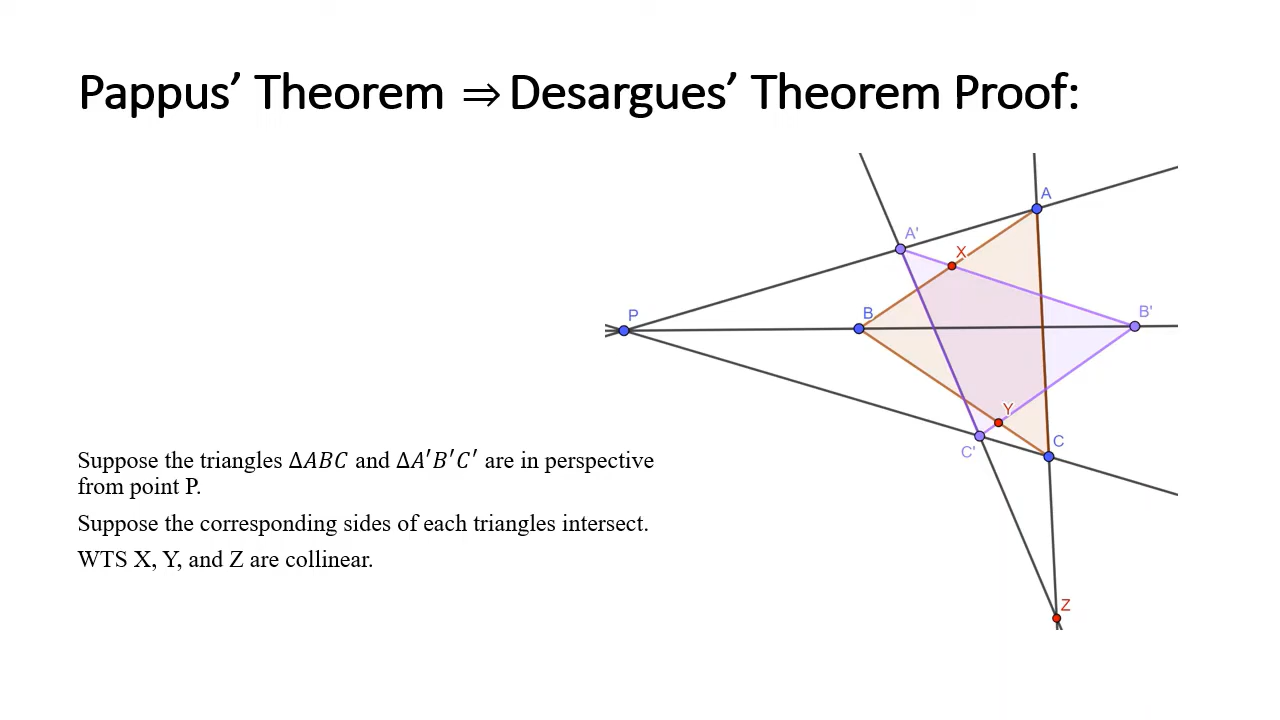 Pappus’ Theorem ⇒ Desargues’ Theorem Proof:
A
A'
X
P
B
B'
Y
C'
C
Suppose the triangles ΔABC and ΔA′B′C′ are in perspective
from point P.
Suppose the corresponding sides of each triangles intersect.
WTS X, Y, and Z are collinear.
Z